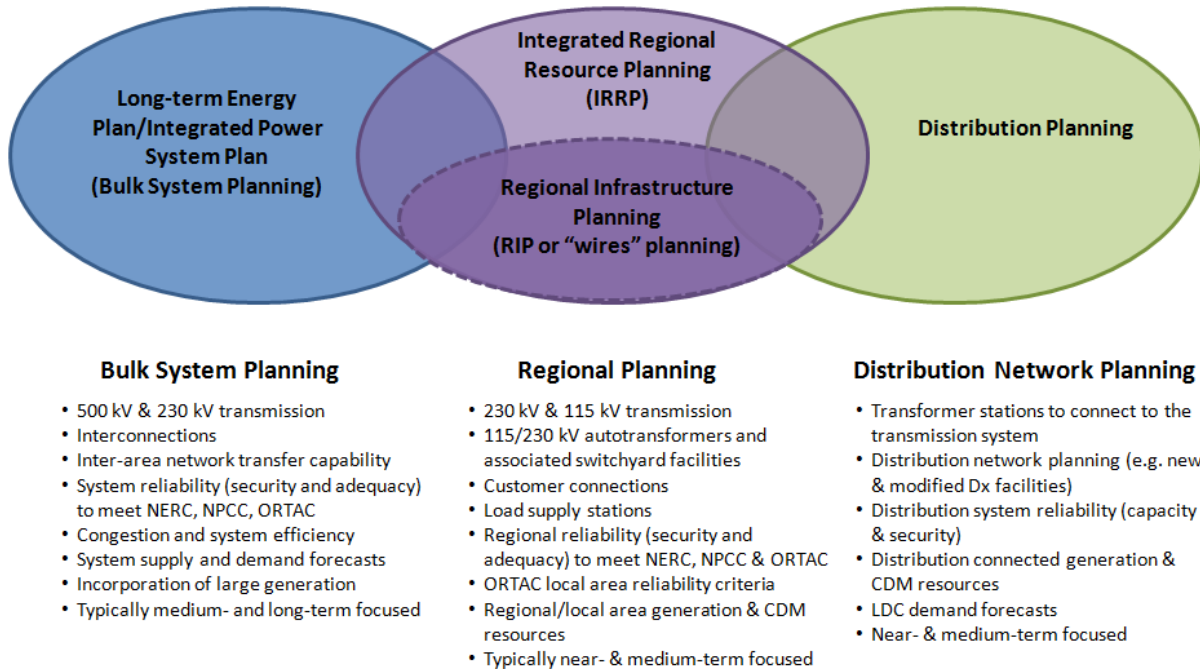 Long-term Energy
Plan/Integrated Power
System Plan
(Bulk System Planning)
Integrated Regional
Resource Planning
(IRRP)
Regional Infrastructure
Planning
(RIP or “wires” planning)
Distribution Planning
Bulk System Planning
• 500 kV & 230 kV transmission
• Interconnections
• Inter-area network transfer capability
• System reliability (security and adequacy)
to meet NERC, NPCC, ORTAC
• Congestion and system efficiency
• System supply and demand forecasts
• Incorporation of large generation
• Typically medium- and long-term focused
Regional Planning
• 230 kV & 115 kV transmission
• 115/230 kV autotransformers and
associated switchyard facilities
• Customer connections
• Load supply stations
• Regional reliability (security and
adequacy) to meet NERC, NPCC & ORTAC
• ORTAC local area reliability criteria
• Regional/local area generation & CDM
resources
• Typically near- & medium-term focused
Distribution Network Planning
• Transformer stations to connect to the
transmission system
• Distribution network planning (e.g. new
& modified Dx facilities)
• Distribution system reliability (capacity
& security)
• Distribution connected generation &
CDM resources
• LDC demand forecasts
• Near- & medium-term focused